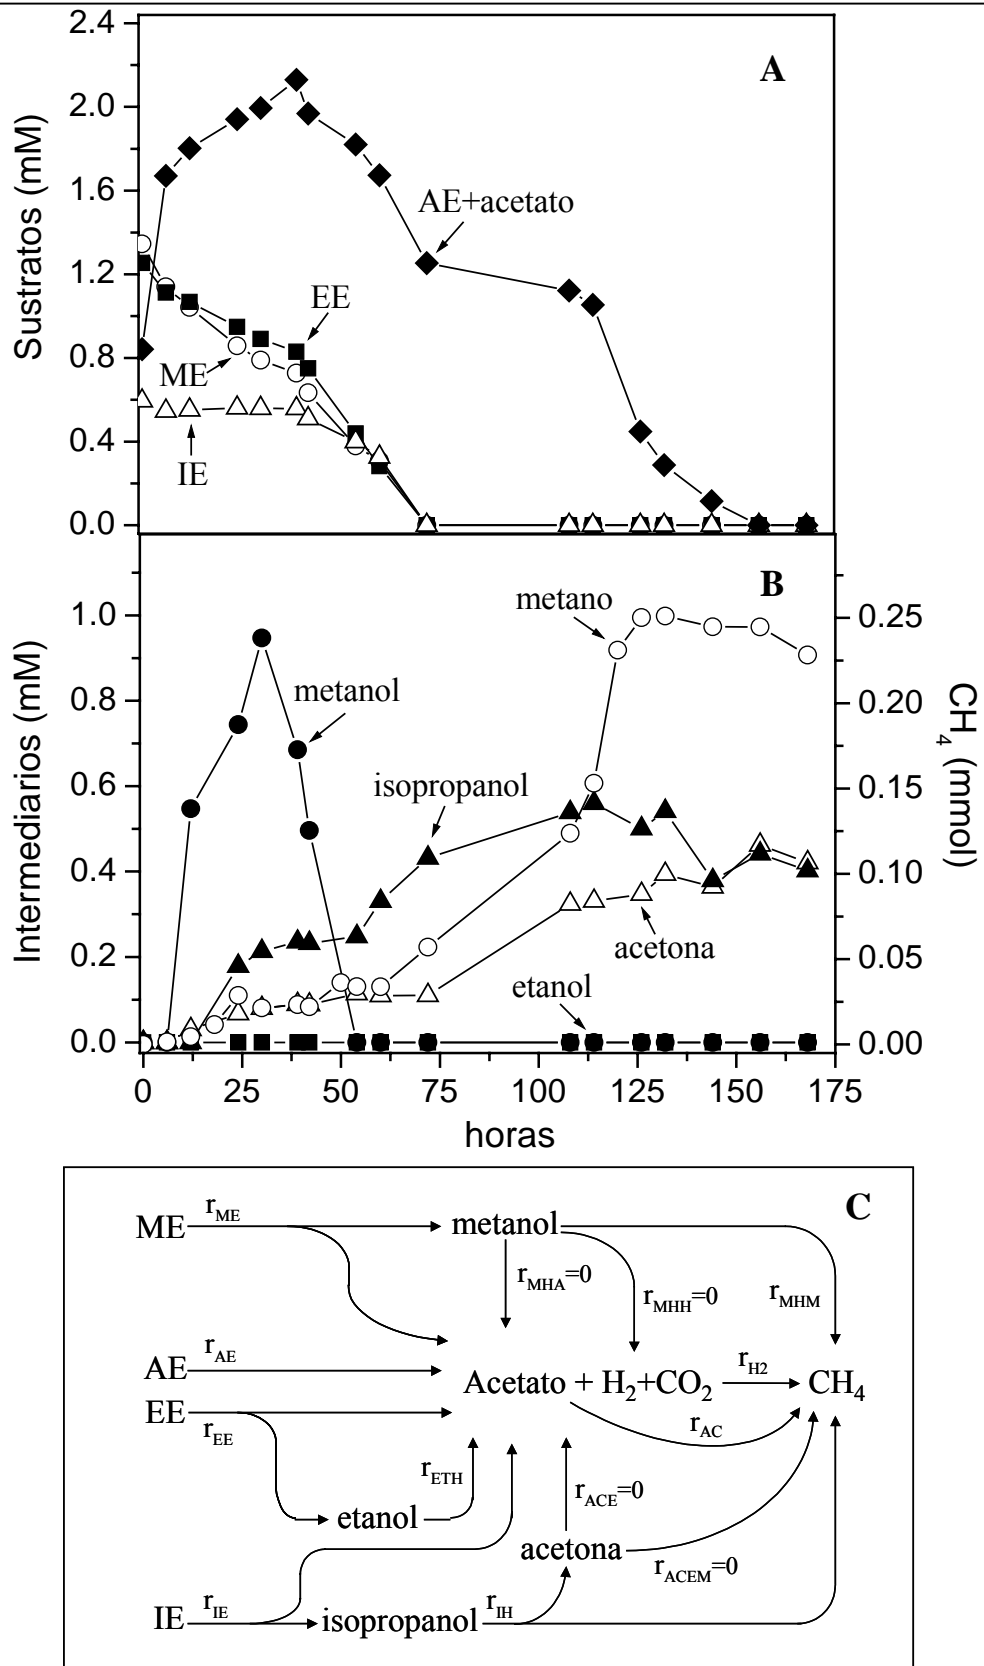 A
Sustratos (mM)
2.4
2.0
1.6
1.2
0.8
0.4
0.0
AE+acetato
EE
ME
IE
B
Intermediarios (mM)
1.0
0.8
0.6
0.4
0.2
0.0
metano
metanol
isopropanol
acetona
etanol
0.25
0.20
0.15
0.10
0.05
0.00
CH4 (mmol)
0 25 50 75 100 125 150 175
horas
C
ME rME metanol
rMHA=0
rMHH=0
rMHM
AE rAE
Acetato + H2+CO2 rH2 CH4
EE rEE
rAC
rETH
etanol
rACE=0
acetona
rACEM=0
IE rIE isopropanol rIH